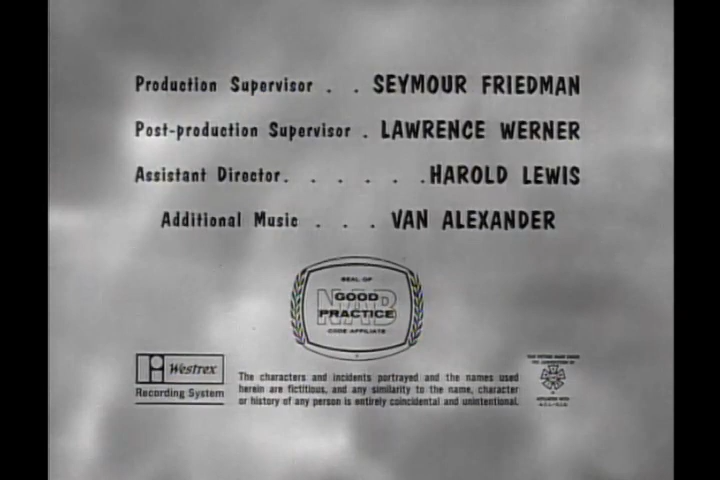 Production Supervisor . . SEYMOUR FRIEDMAN
Post-production Supervisor . LAWRENCE WERNER
Assistant Director. . . . . . .HAROLD LEWIS
Additional Music . . . VAN ALEXANDER
SEAL OF
NAB
GOOD
PRACTICE
CODE AFFILIATE
Westrex
Recording System
The characters and incidents portrayed and the names used
herein are fictitious, and any similarity to the name, character
or history of any person is entirely coincidental and unintentional.